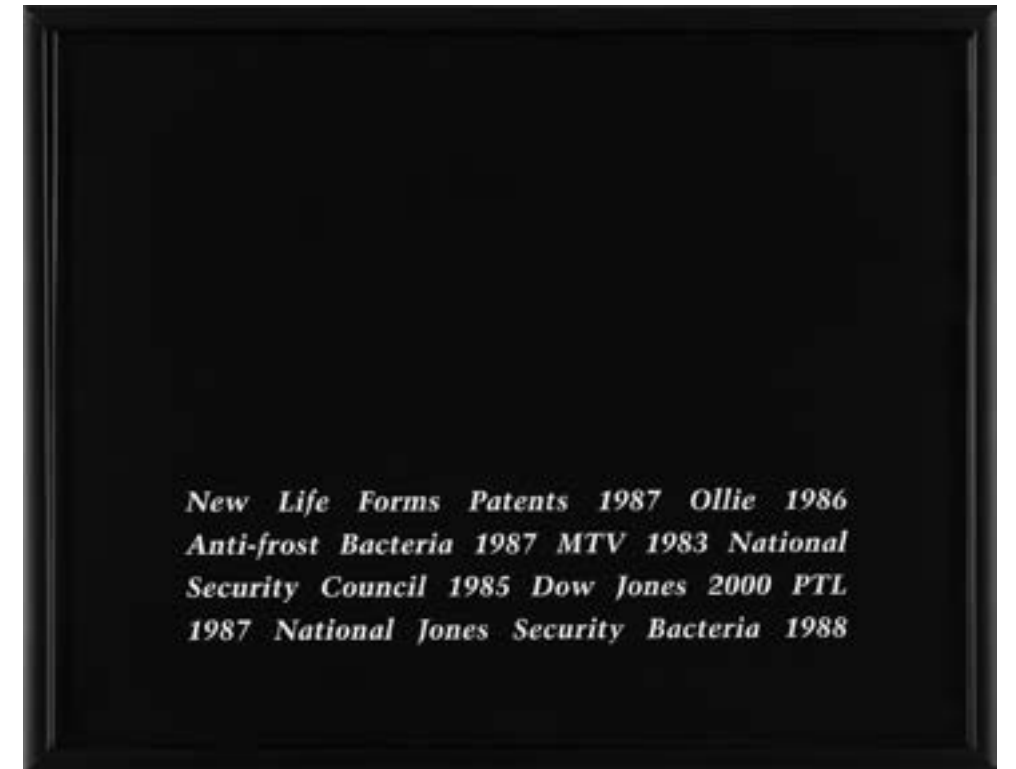 New Life Forms Patents 1987 Ollie 1986
Anti-frost Bacteria 1987 MTV 1983 National
Security Council 1985 Dow Jones 2000 PTL
1987 National Jones Security Bacteria 1988